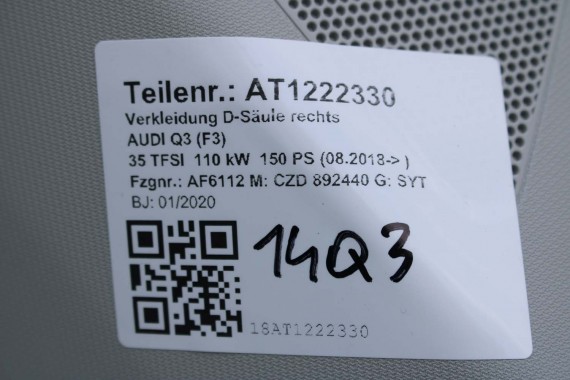 Teilenr.: AT1222330
Verkleidung D-Säule rechts
AUDI Q3 (F3)
35 TFSI 110 kW 150 PS (08.2018-> )
Fzgnr.: AF6112 M: CZD 892440 G: SYT
BJ: 01/2020
14Q3
18AT1222330